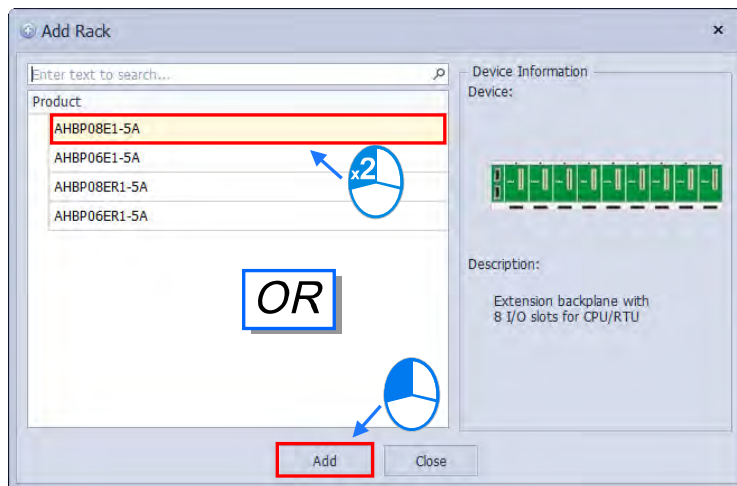 Add Rack
Enter text to search...
Product
AHBP08E1-5A
AHBP06E1-5A
AHBP08ER1-5A
AHBP06ER1-5A
x2
OR
Add
Close
Device Information
Device:
Description:
Extension backplane with
8 I/O slots for CPU/RTU